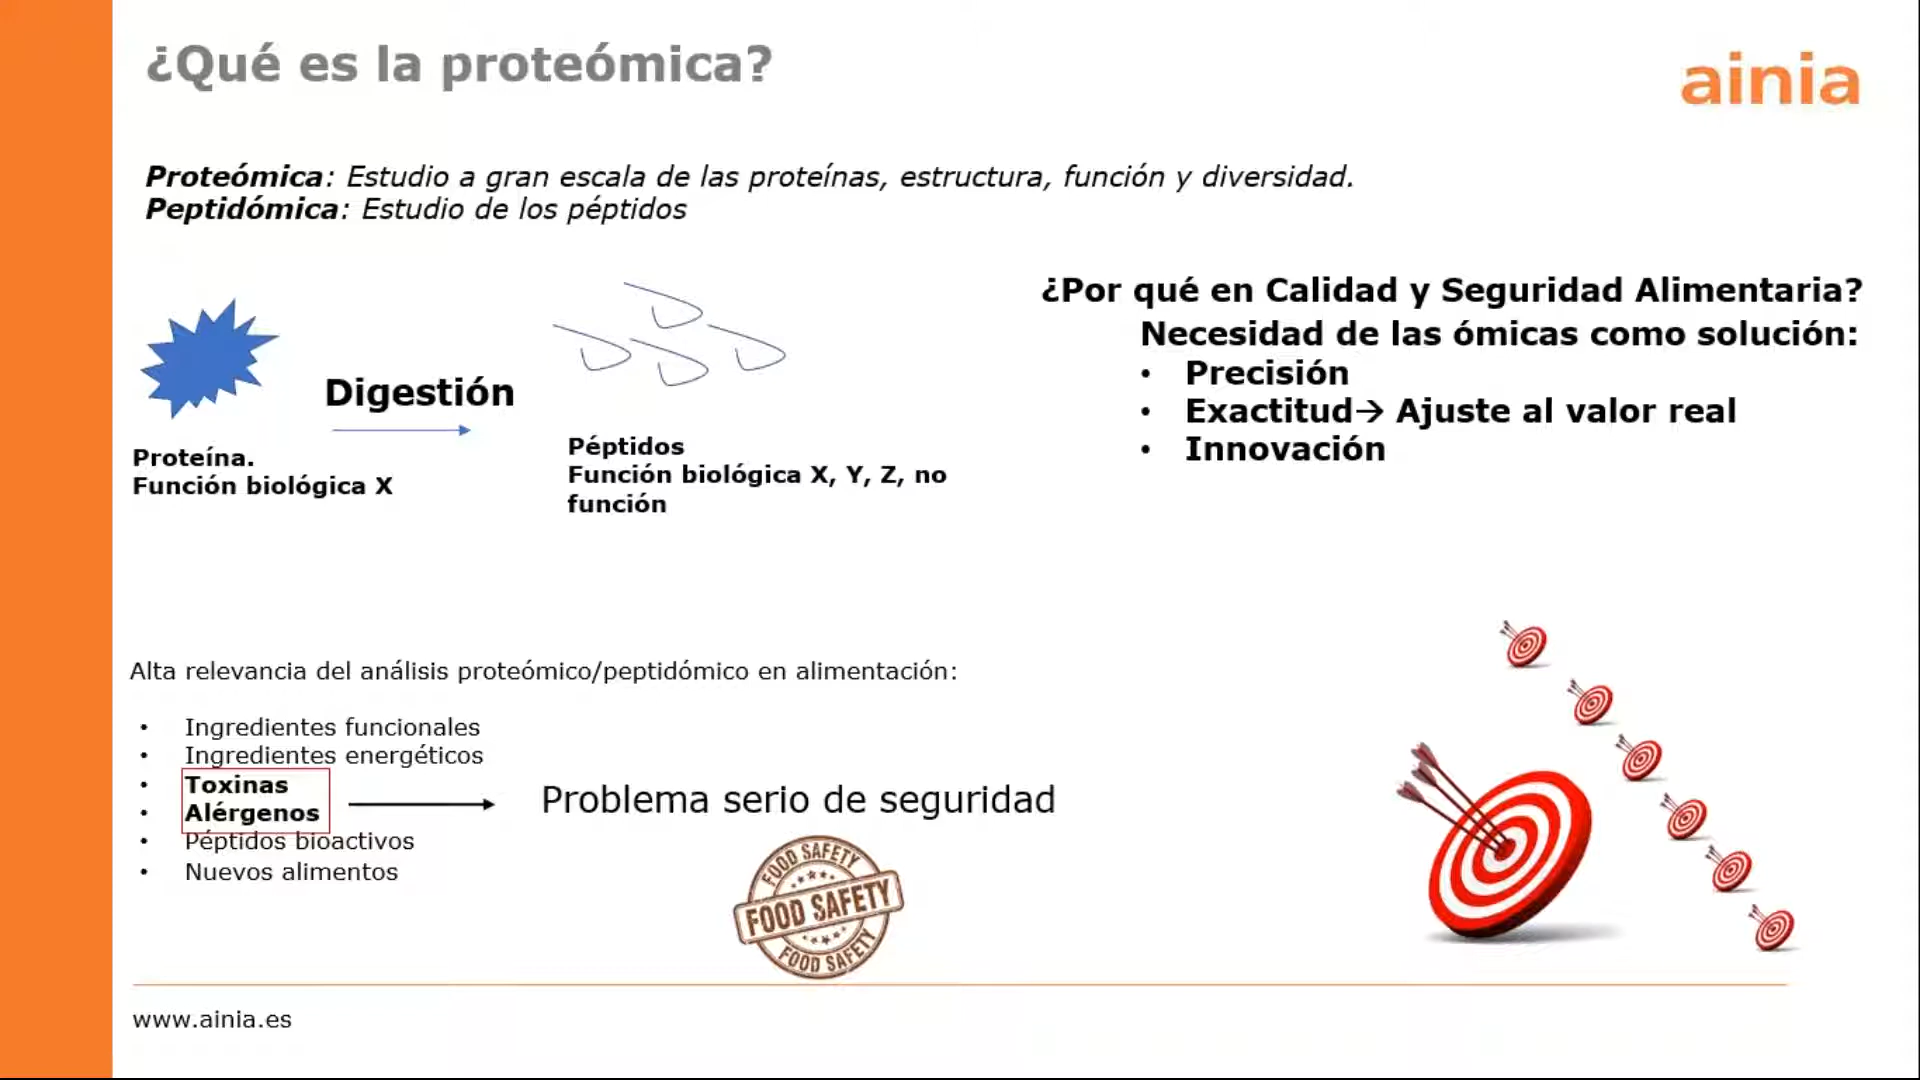 ¿Qué es la proteómica?
ainia
Proteómica: Estudio a gran escala de las proteínas, estructura, función y diversidad.
Peptidómica: Estudio de los péptidos
Digestión
Proteína.
Función biológica X
Péptidos
Función biológica X, Y, Z, no
función
¿Por qué en Calidad y Seguridad Alimentaria?
Necesidad de las ómicas como solución:
• Precisión
• Exactitud→ Ajuste al valor real
• Innovación
Alta relevancia del análisis proteómico/peptidómico en alimentación:
• Ingredientes funcionales
• Ingredientes energéticos
• Toxinas
• Alérgenos
• Péptidos bioactivos
• Nuevos alimentos
Problema serio de seguridad
FOOD SAFETY
FOOD SAFETY
FOOD SAFETY
www.ainia.es